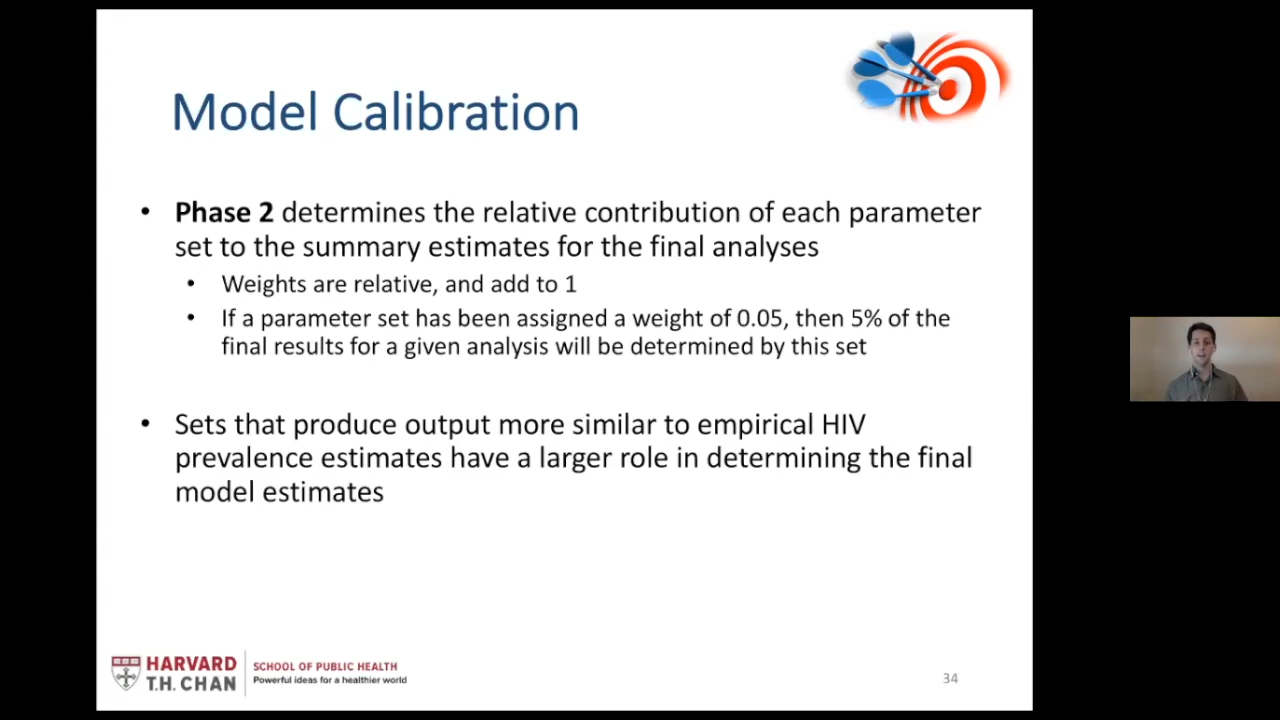 Model Calibration
• Phase 2 determines the relative contribution of each parameter
set to the summary estimates for the final analyses
• Weights are relative, and add to 1
• If a parameter set has been assigned a weight of 0.05, then 5% of the
final results for a given analysis will be determined by this set
• Sets that produce output more similar to empirical HIV
prevalence estimates have a larger role in determining the final
model estimates
HARVARD
T.H. CHAN
SCHOOL OF PUBLIC HEALTH
Powerful ideas for a healthier world
34